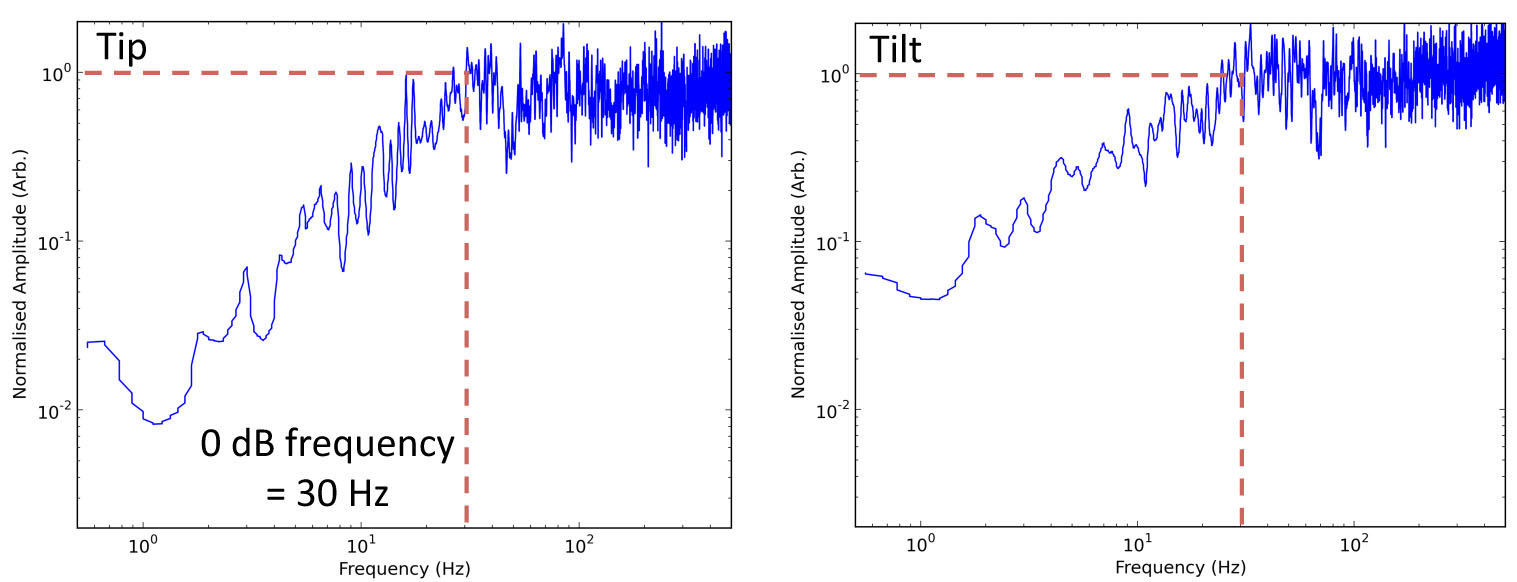 Tip
10⁰
10⁻¹
10⁻²
Normalised Amplitude (Arb.)
0 dB frequency
= 30 Hz
10⁰
10¹
10²
Frequency (Hz)
Tilt
10⁰
10⁻¹
10⁻²
Normalised Amplitude (Arb.)
10⁰
10¹
10²
Frequency (Hz)